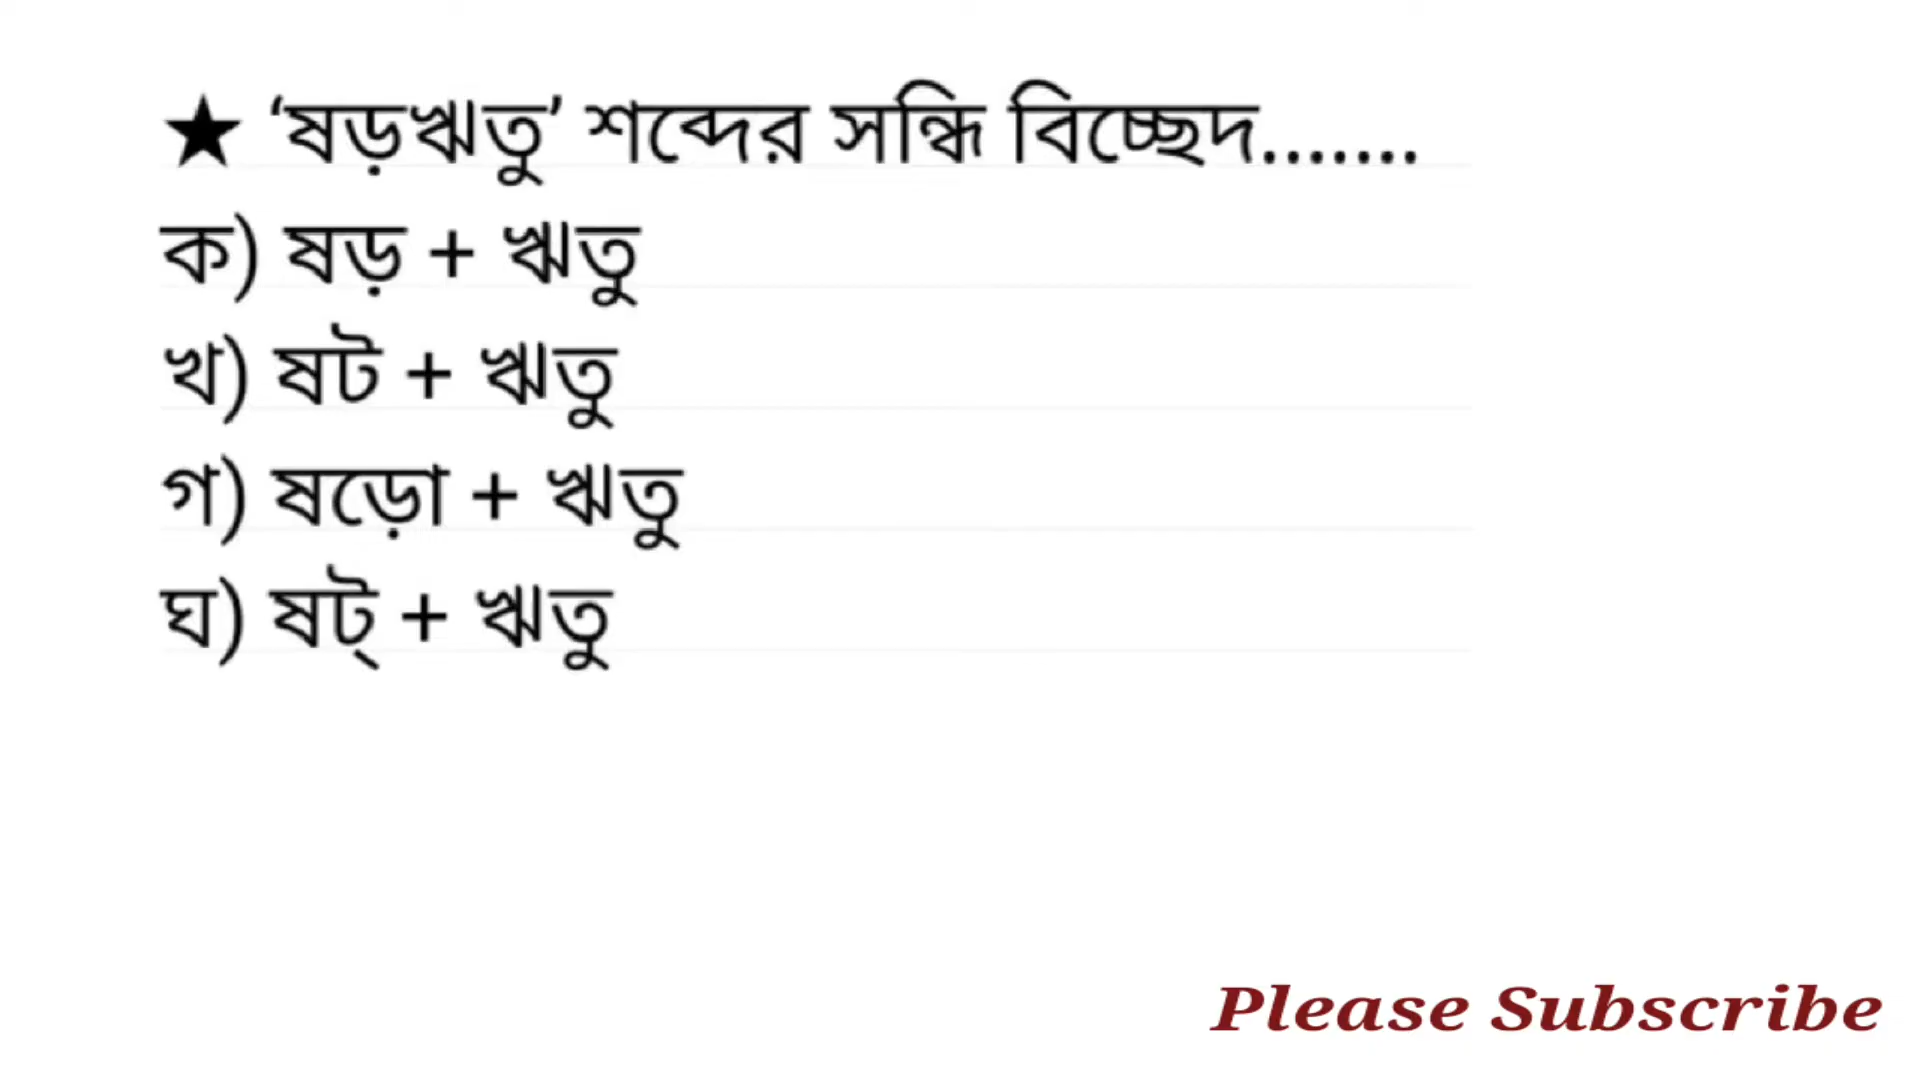 ★ ‘ষড়ঋতু’ শব্দের সন্ধি বিচ্ছেদ.......
ক) ষড় + ঋতু
খ) ষট + ঋতু
গ) ষড়ো + ঋতু
ঘ) ষট্ + ঋতু
Please Subscribe